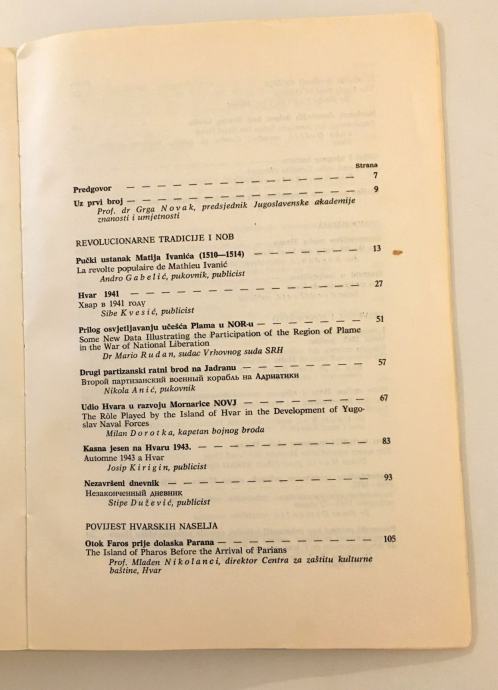 Strana
Predgovor — — — — — — — — — — — — — — 7
Uz prvi broj — — — — — — — — — — — — — 9
Prof. dr Grga Novak, predsjednik Jugoslavenske akademije
znanosti i umjetnosti
REVOLUCIONARNE TRADICIJE I NOB
Pučki ustanak Matija Ivanića (1510—1514) — — — — — — 13
La revolte populaire de Mathieu Ivanić
Andro Gabelić, pukovnik, publicist
Hvar 1941 — — — — — — — — — — — — — 27
Хвар в 1941 году
Sibe Kvesić, publicist
Prilog osvjetljavanju učešća Plama u NOR-u — — — — — 51
Some New Data Illustrating the Participation of the Region of Plame
in the War of National Liberation
Dr Mario Rudan, sudac Vrhovnog suda SRH
Drugi partizanski ratni brod na Jadranu — — — — — — 57
Второй партизанский военный корабль на Адриатики
Nikola Anić, pukovnik
Udio Hvara u razvoju Mornarice NOVJ — — — — — — 67
The Rôle Played by the Island of Hvar in the Development of Yugo-
slav Naval Forces
Milan Dorotka, kapetan bojnog broda
Kasna jesen na Hvaru 1943. — — — — — — — — — 83
Automne 1943 a Hvar
Josip Kirigin, publicist
Nezavršeni dnevnik — — — — — — — — — — — 93
Незаконченный дневник
Stipe Dužević, publicist
POVIJEST HVARSKIH NASELJA
Otok Faros prije dolaska Parana — — — — — — — — 105
The Island of Pharos Before the Arrival of Parians
Prof. Mladen Nikolanci, direktor Centra za zaštitu kulturne
baštine, Hvar